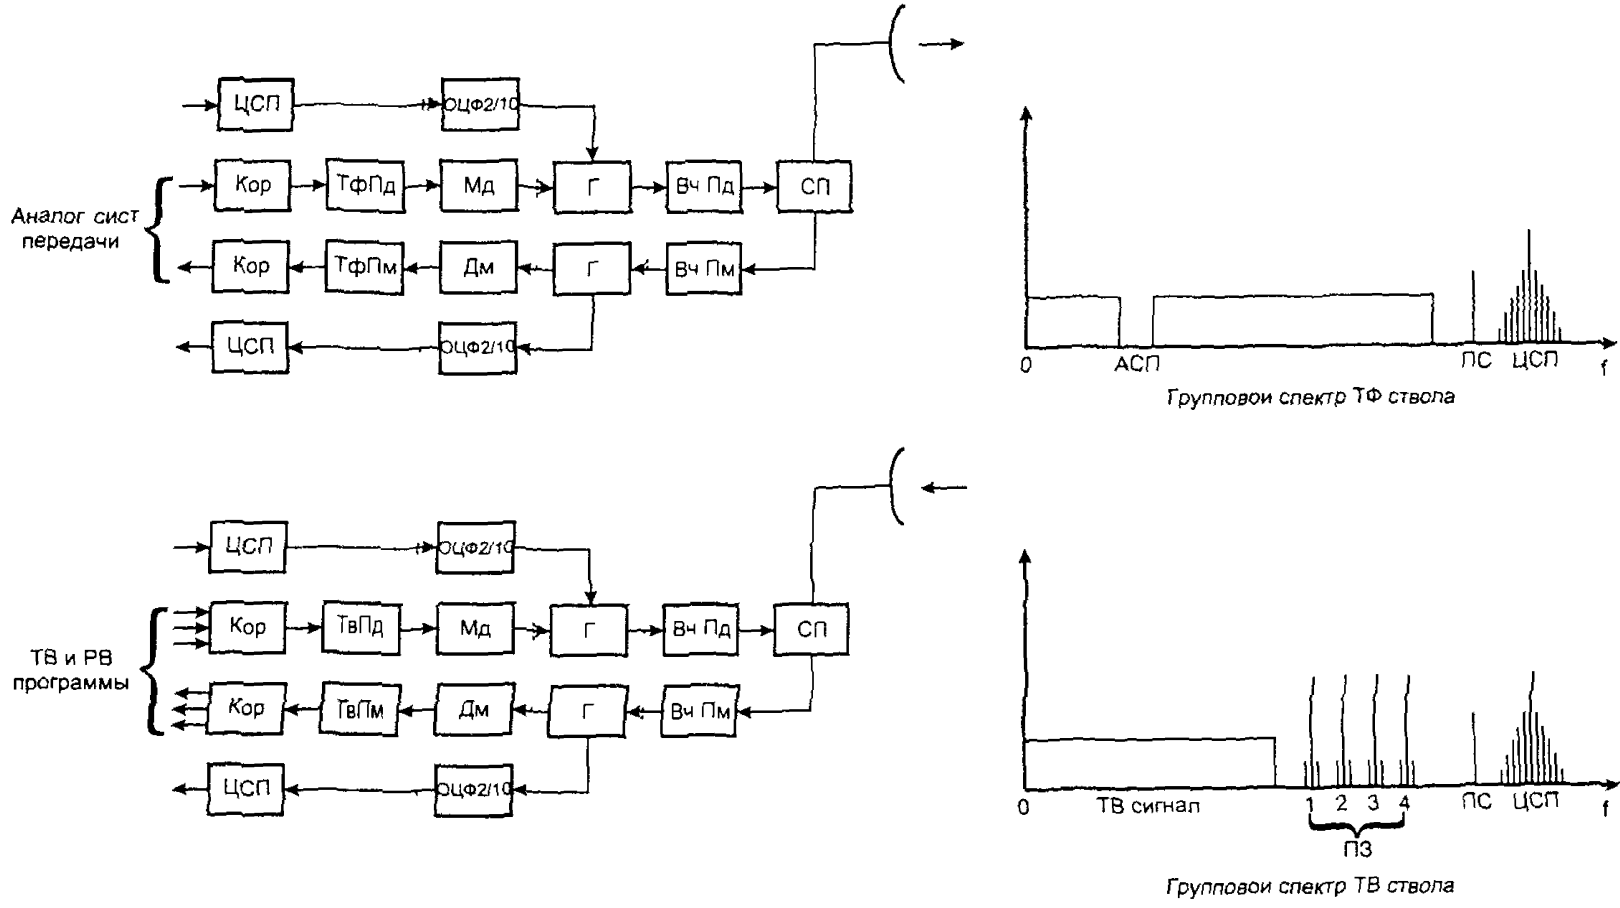 ЦСП
ОЦФ2/10
Аналог сист
передачи
Кор
ТфПд
Мд
Г
Вч Пд
СП
Кор
ТфПм
Дм
Г
Вч Пм
ЦСП
ОЦФ2/10
0
АСП
ПС
ЦСП
f
Групповои спектр ТФ ствола
ЦСП
ОЦФ2/10
ТВ и РВ
программы
Кор
ТвПд
Мд
Г
Вч Пд
СП
Кор
ТвПм
Дм
Г
Вч Пм
ЦСП
ОЦФ2/10
0
ТВ сигнал
1 2 3 4
ПС
ЦСП
f
ПЗ
Групповои спектр ТВ ствола